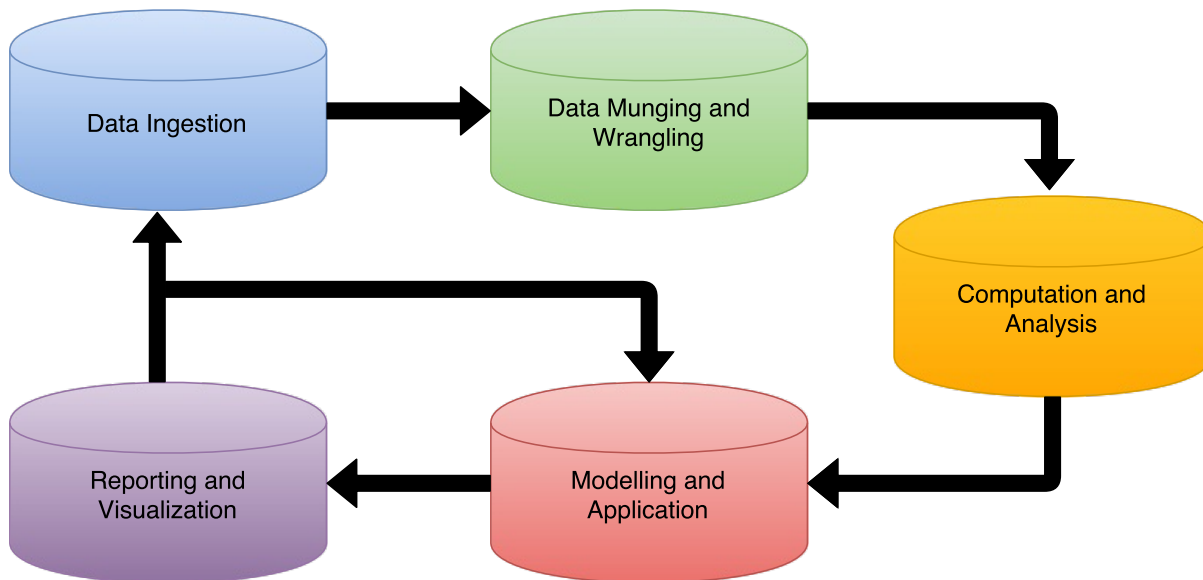 Data Ingestion
Data Munging and
Wrangling
Computation and
Analysis
Modelling and
Application
Reporting and
Visualization